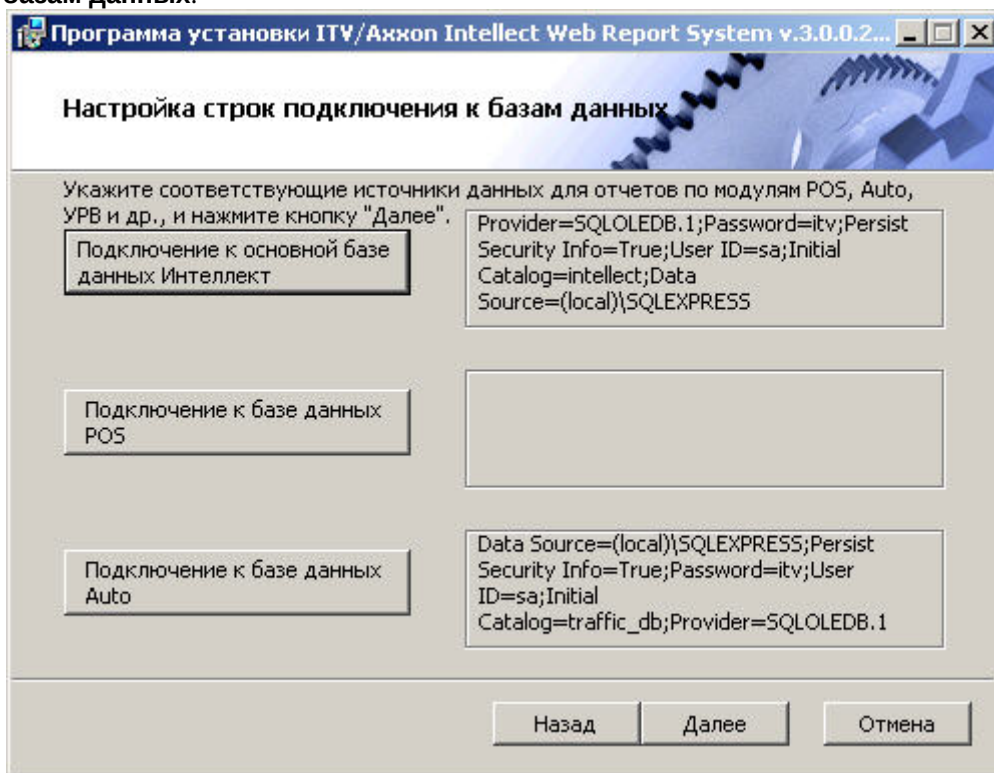 базам данных.
Программа установки ITV/Axxon Intellect Web Report System v.3.0.0.2...
Настройка строк подключения к базам данных
Укажите соответствующие источники данных для отчетов по модулям POS, Auto,
УРВ и др., и нажмите кнопку "Далее".
Подключение к основной базе
данных Интеллект
Provider=SQLOLEDB.1;Password=itv;Persist
Security Info=True;User ID=sa;Initial
Catalog=intellect;Data
Source=(local)\SQLEXPRESS
Подключение к базе данных
POS
Подключение к базе данных
Auto
Data Source=(local)\SQLEXPRESS;Persist
Security Info=True;Password=itv;User
ID=sa;Initial
Catalog=traffic_db;Provider=SQLOLEDB.1
Назад Далее Отмена